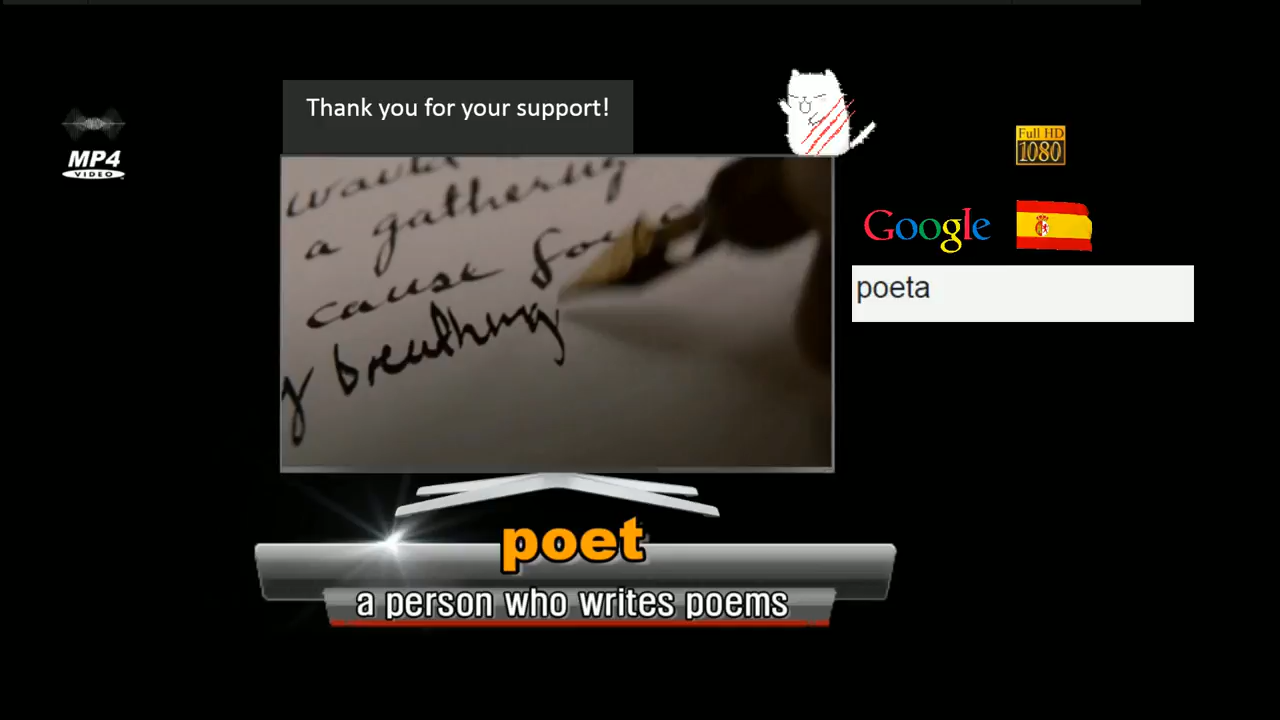 Thank you for your support!
MP4
VIDEO
Full HD
1080
Google
poeta
a gathering
cause
breathing
poet
a person who writes poems